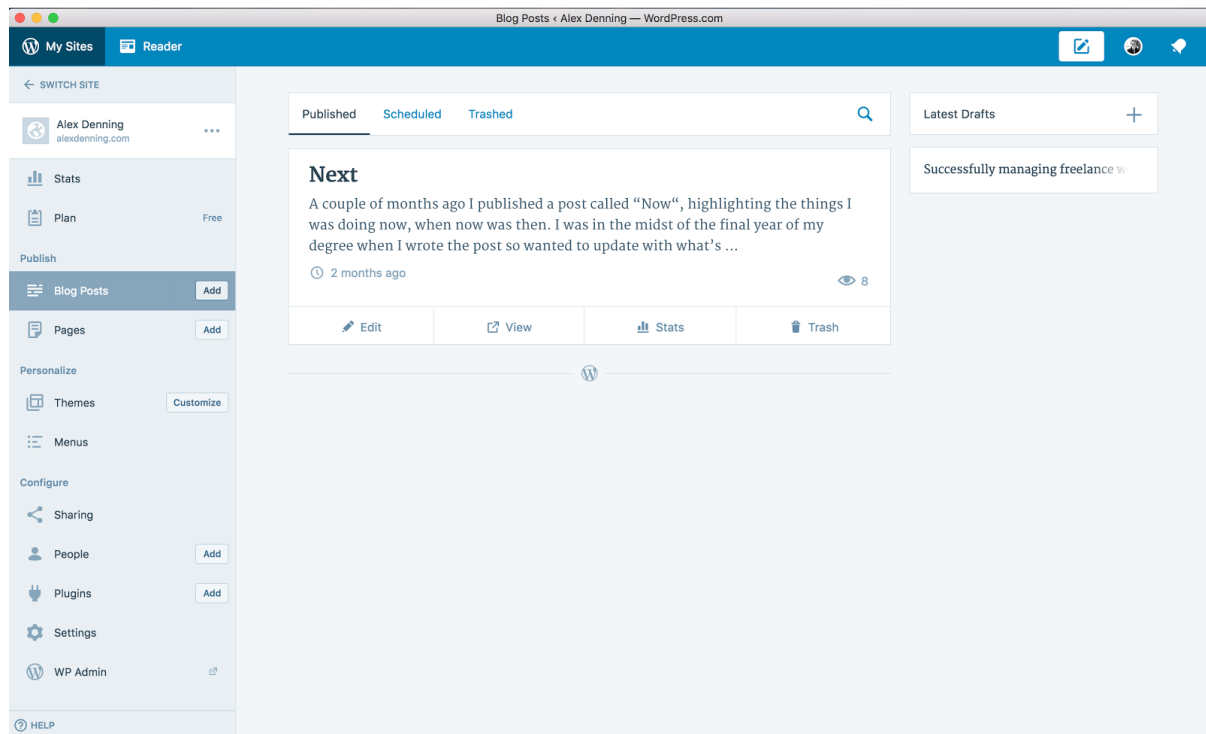 Blog Posts ‹ Alex Denning — WordPress.com
My Sites
Reader
SWITCH SITE
Alex Denning
alexdenning.com
Stats
Plan
Free
Publish
Blog Posts
Add
Pages
Add
Personalize
Themes
Customize
Menus
Configure
Sharing
People
Add
Plugins
Add
Settings
WP Admin
HELP
Published
Scheduled
Trashed
Next
A couple of months ago I published a post called “Now“, highlighting the things I
was doing now, when now was then. I was in the midst of the final year of my
degree when I wrote the post so wanted to update with what’s …
2 months ago
8
Edit
View
Stats
Trash
Latest Drafts
Successfully managing freelance